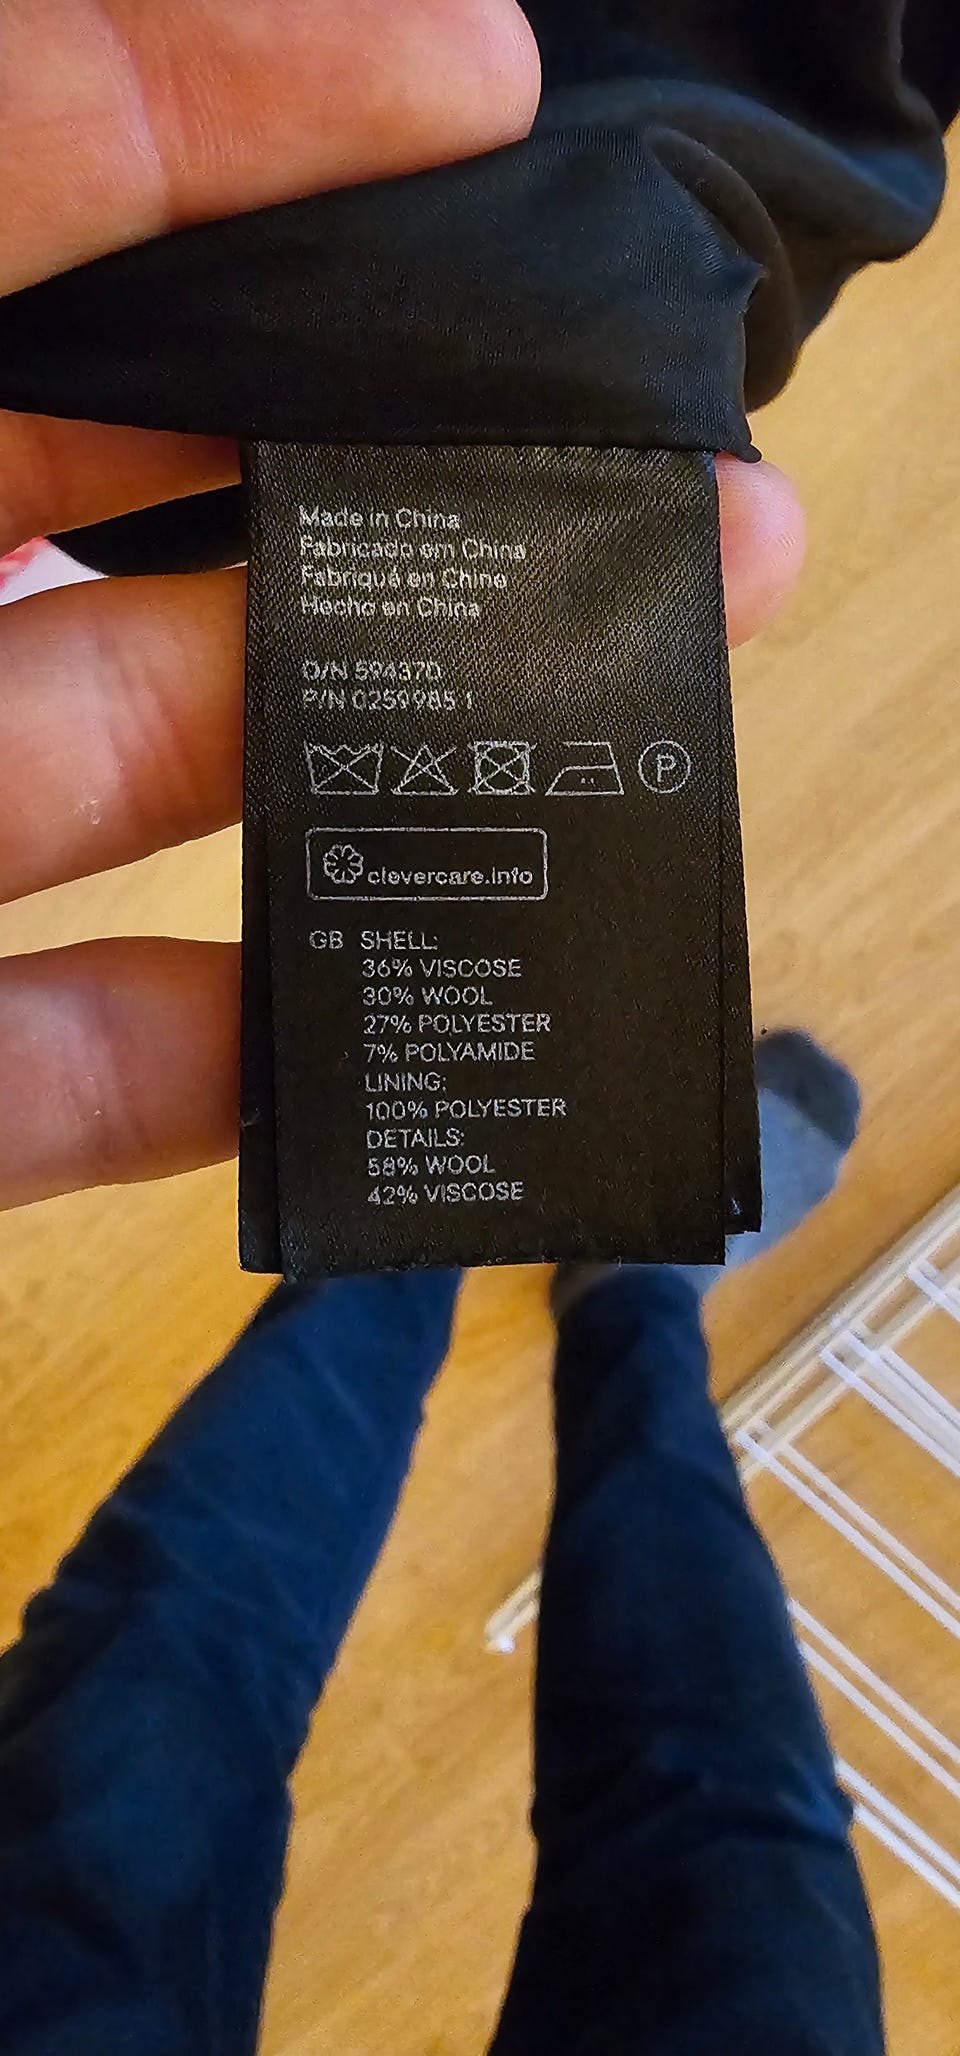 Made in China
Fabricado em China
Fabriqué en Chine
Hecho en China
O/N 594370
P/N 0259985 1
P
clevercare.info
GB SHELL:
36% VISCOSE
30% WOOL
27% POLYESTER
7% POLYAMIDE
LINING:
100% POLYESTER
DETAILS:
58% WOOL
42% VISCOSE